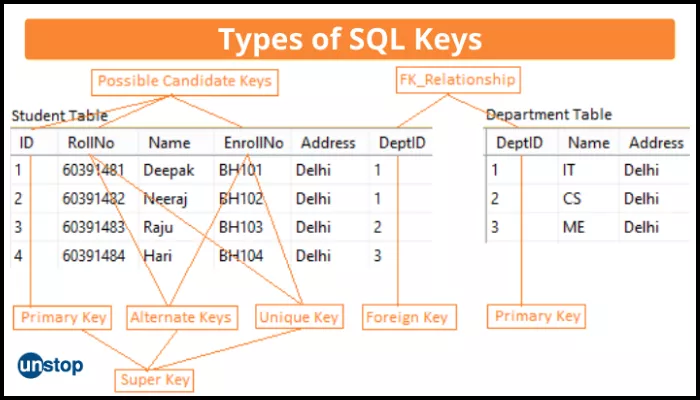 Types of SQL Keys
Possible Candidate Keys
FK_Relationship
Student Table
ID RollNo Name EnrollNo Address DeptID
1 60391481 Deepak BH101 Delhi 1
2 60391482 Neeraj BH102 Delhi 1
3 60391483 Raju BH103 Delhi 2
4 60391484 Hari BH104 Delhi 3
Department Table
DeptID Name Address
1 IT Delhi
2 CS Delhi
3 ME Delhi
Primary Key
Alternate Keys
Unique Key
Foreign Key
Primary Key
Super Key
unstop